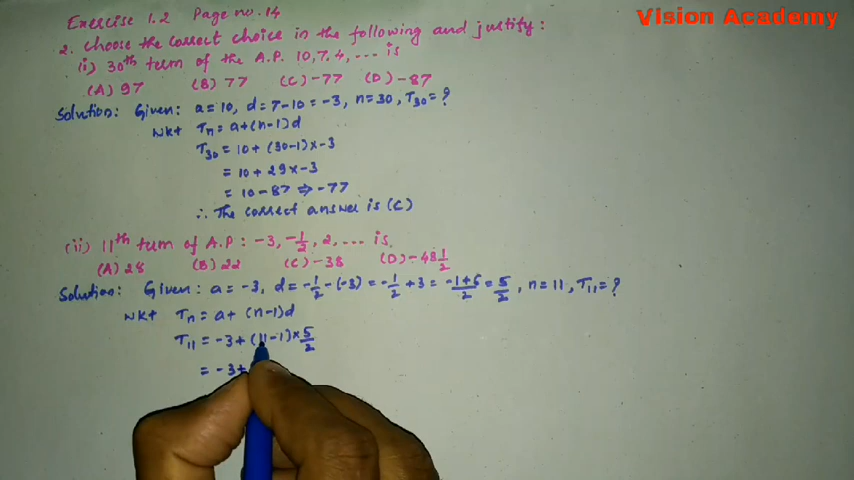 Vision Academy
Exercise 1.2 Page no. 14
2. Choose the correct choice in the following and justify:
(i) 30th term of the A.P. 10, 7, 4, .... is
(A) 97 (B) 77 (C) -77 (D) -87
Solution: Given: a = 10, d = 7-10 = -3, n = 30, T30 = ?
WKT Tn = a+(n-1)d
T30 = 10 + (30-1)×-3
= 10 + 29×-3
= 10-87 ⇒ -77
∴ The correct answer is (C)
(ii) 11th term of A.P: -3, -1/2, 2, .... is
(A) 28 (B) 22 (C) -38 (D) -48 1/2
Solution: Given: a = -3, d = -1/2 -(-3) = -1/2 + 3 = -1+6/2 = 5/2, n = 11, T11 = ?
WKT Tn = a + (n-1)d
T11 = -3 + (11-1)×5/2
= -3+